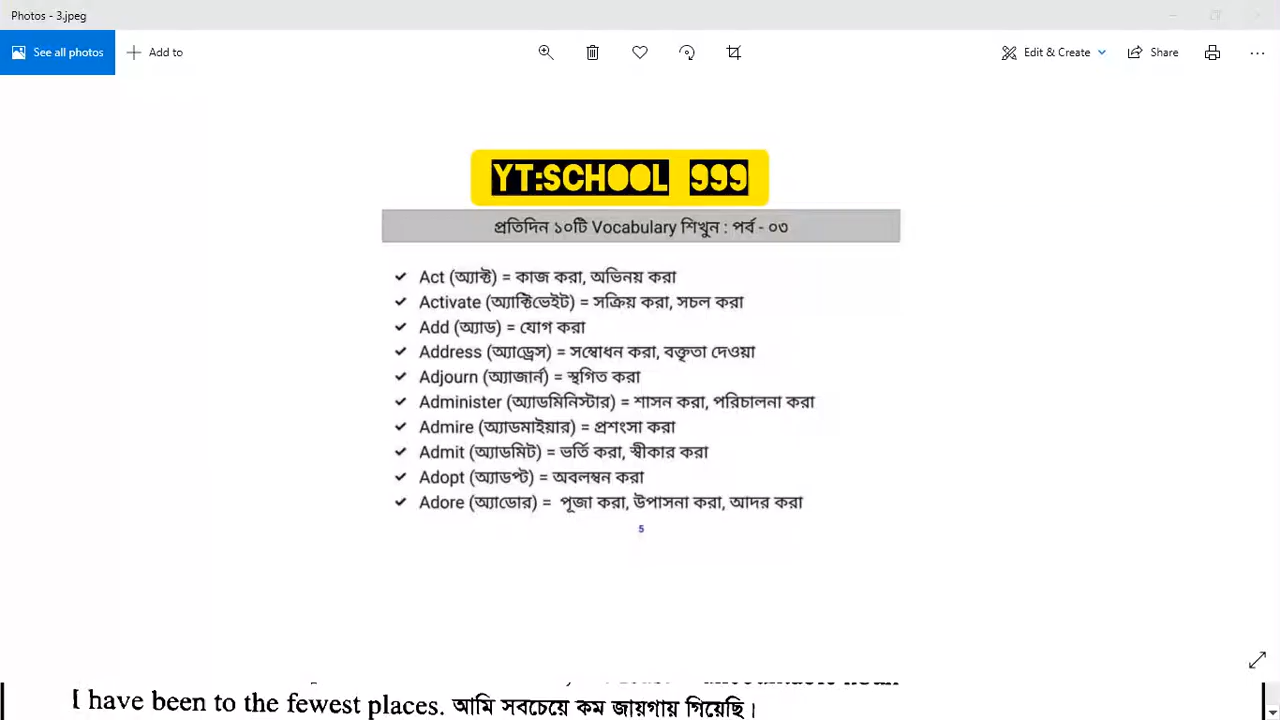 Photos - 3.jpeg
See all photos
Add to
Edit & Create
Share
YT:SCHOOL 999
প্রতিদিন ১০টি Vocabulary শিখুন : পর্ব - ০৩
✓ Act (অ্যাক্ট) = কাজ করা, অভিনয় করা
✓ Activate (অ্যাক্টিভেইট) = সক্রিয় করা, সচল করা
✓ Add (অ্যাড) = যোগ করা
✓ Address (অ্যাড্রেস) = সম্বোধন করা, বক্তৃতা দেওয়া
✓ Adjourn (অ্যাজার্ন) = স্থগিত করা
✓ Administer (অ্যাডমিনিস্টার) = শাসন করা, পরিচালনা করা
✓ Admire (অ্যাডমাইয়ার) = প্রশংসা করা
✓ Admit (অ্যাডমিট) = ভর্তি করা, স্বীকার করা
✓ Adopt (অ্যাডপ্ট) = অবলম্বন করা
✓ Adore (অ্যাডোর) = পূজা করা, উপাসনা করা, আদর করা
5
I have been to the fewest places. আমি সবচেয়ে কম জায়গায় গিয়েছি।